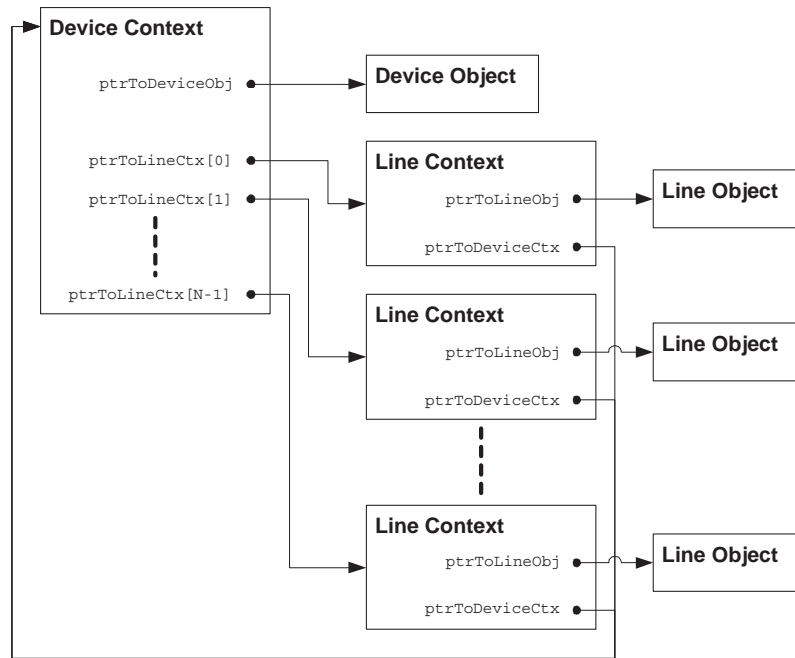 Device Context
ptrToDeviceObj
ptrToLineCtx[0]
ptrToLineCtx[1]
ptrToLineCtx[N-1]
Device Object
Line Context
ptrToLineObj
ptrToDeviceCtx
Line Object
Line Context
ptrToLineObj
ptrToDeviceCtx
Line Object
Line Context
ptrToLineObj
ptrToDeviceCtx
Line Object